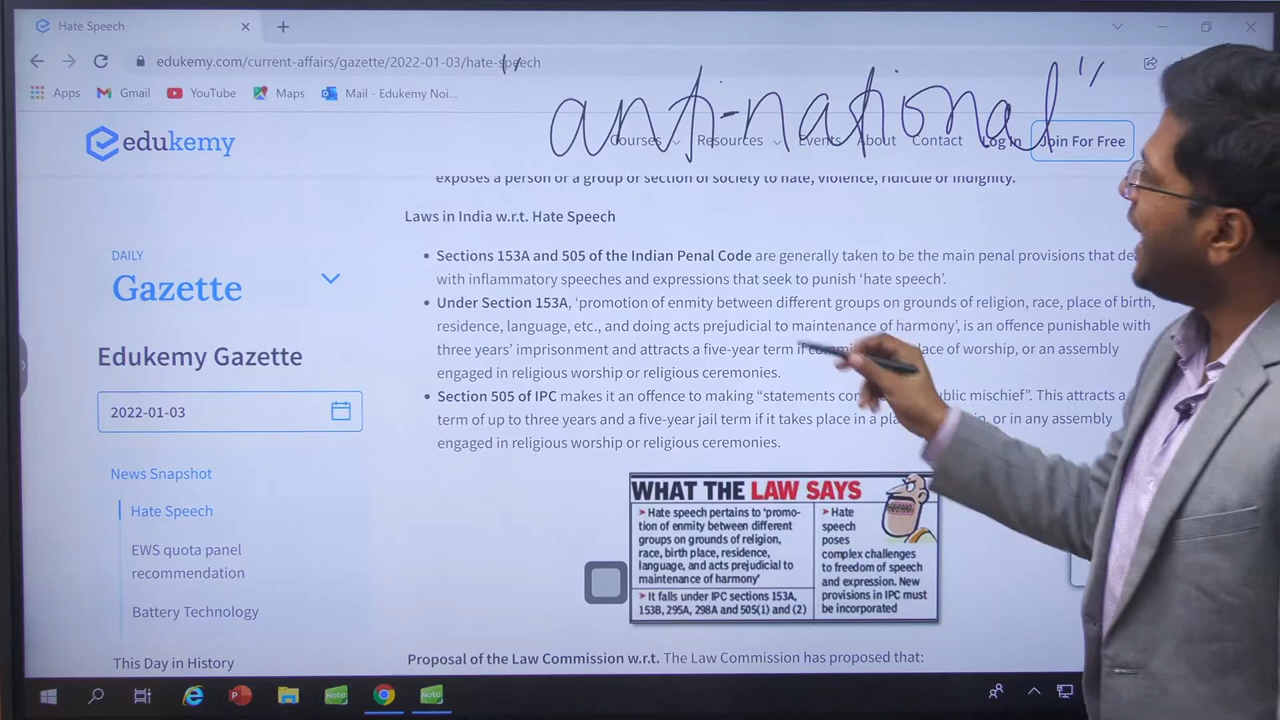 Hate Speech
edukemy.com/current-affairs/gazette/2022-01-03/hate-speech
Apps Gmail YouTube Maps Mail - Edukemy Noi...
"anti-national"
edukemy
Courses Resources Events About Contact Log In Join For Free
exposes a person or a group or section of society to hate, violence, ridicule or indignity.
Laws in India w.r.t. Hate Speech
• Sections 153A and 505 of the Indian Penal Code are generally taken to be the main penal provisions that
with inflammatory speeches and expressions that seek to punish ‘hate speech’.
• Under Section 153A, ‘promotion of enmity between different groups on grounds of religion, race, place of birth,
residence, language, etc., and doing acts prejudicial to maintenance of harmony’, is an offence punishable with
three years’ imprisonment and attracts a five-year term if of worship, or an assembly
engaged in religious worship or religious ceremonies.
• Section 505 of IPC makes it an offence to making “statements mischief”. This attracts a
term of up to three years and a five-year jail term if it takes place in a or in any assembly
engaged in religious worship or religious ceremonies.
DAILY
Gazette
Edukemy Gazette
2022-01-03
News Snapshot
Hate Speech
EWS quota panel
recommendation
Battery Technology
This Day in History
WHAT THE LAW SAYS
➤ Hate speech pertains to ‘promo-
tion of enmity between different
groups on grounds of religion,
race, birth place, residence,
language, and acts prejudicial to
maintenance of harmony’
➤ It falls under IPC sections 153A,
153B, 295A, 298A and 505(1) and (2)
➤ Hate
speech
poses
complex challenges
to freedom of speech
and expression. New
provisions in IPC must
be incorporated
Proposal of the Law Commission w.r.t. The Law Commission has proposed that:
Note Note